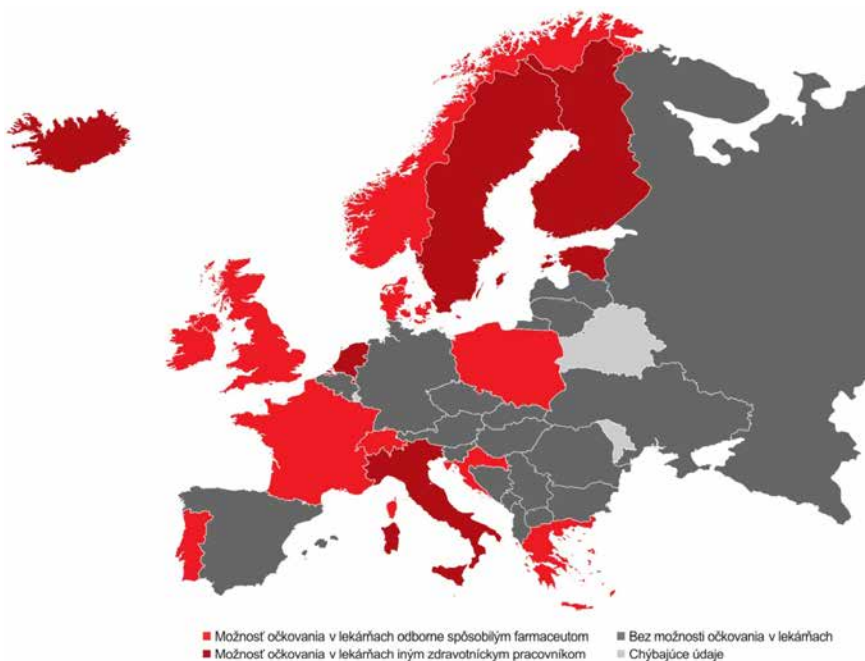 Možnosť očkovania v lekárňach odborne spôsobilým farmaceutom
Možnosť očkovania v lekárňach iným zdravotníckym pracovníkom
Bez možnosti očkovania v lekárňach
Chýbajúce údaje